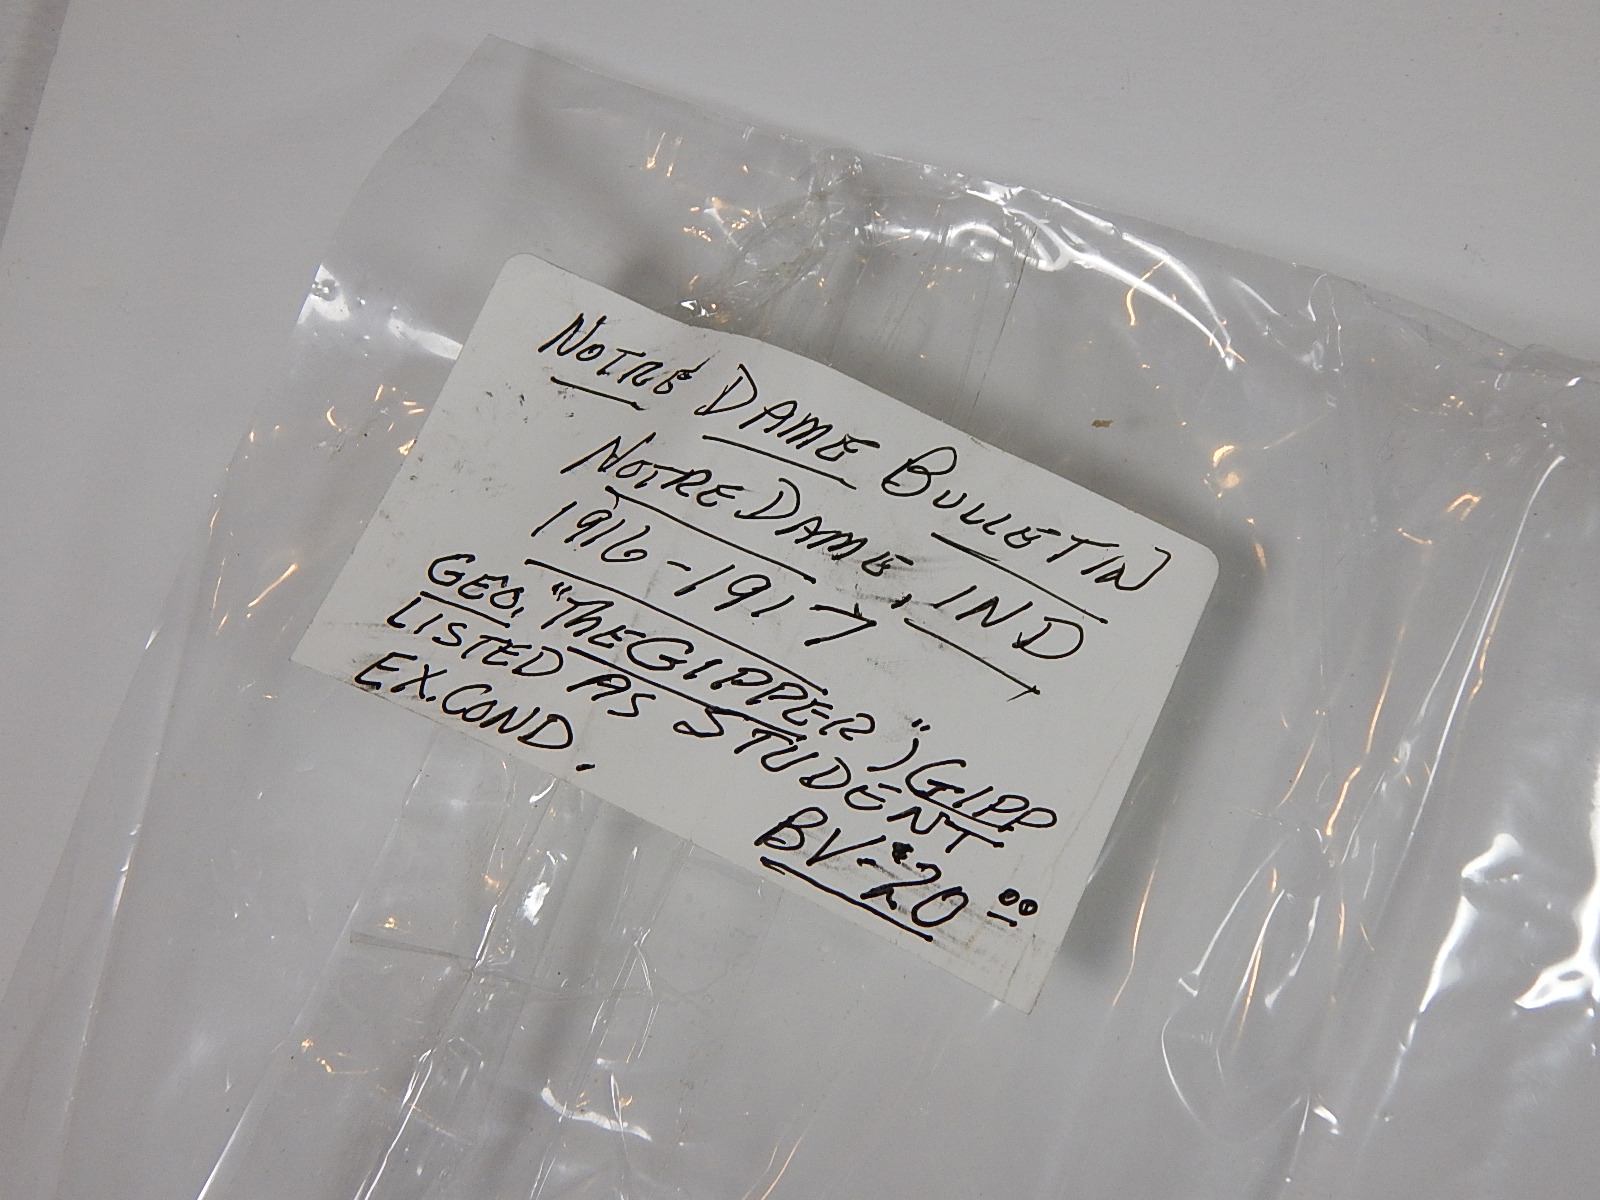 NOTRE DAME BULLETIN
NOTRE DAME, IND
1916-1917
GEO. "THE GIPPER," GIPP
LISTED AS STUDENT
EX. COND.
BV-$20.00